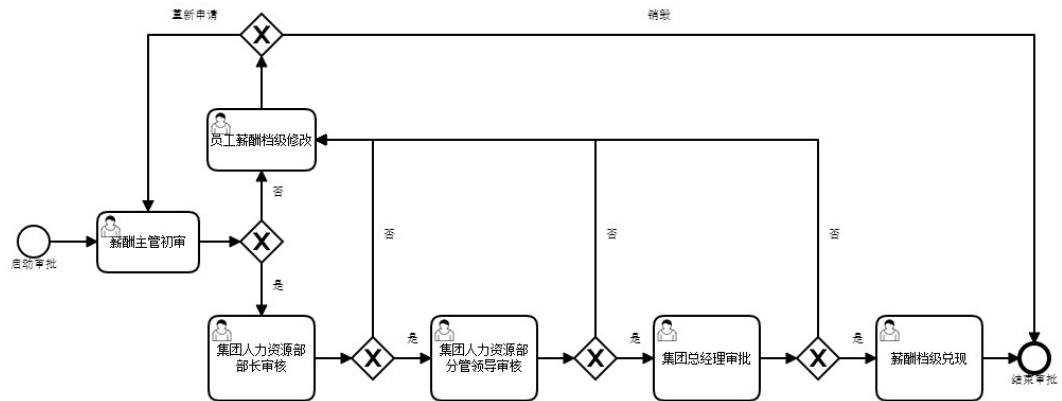 重新申请
销毁
员工薪酬档级修改
否
薪酬主管初审
启动审批
否
否
否
是
集团人力资源部
部长审核
是
集团人力资源部
分管领导审核
是
集团总经理审批
是
薪酬档级兑现
结束审批